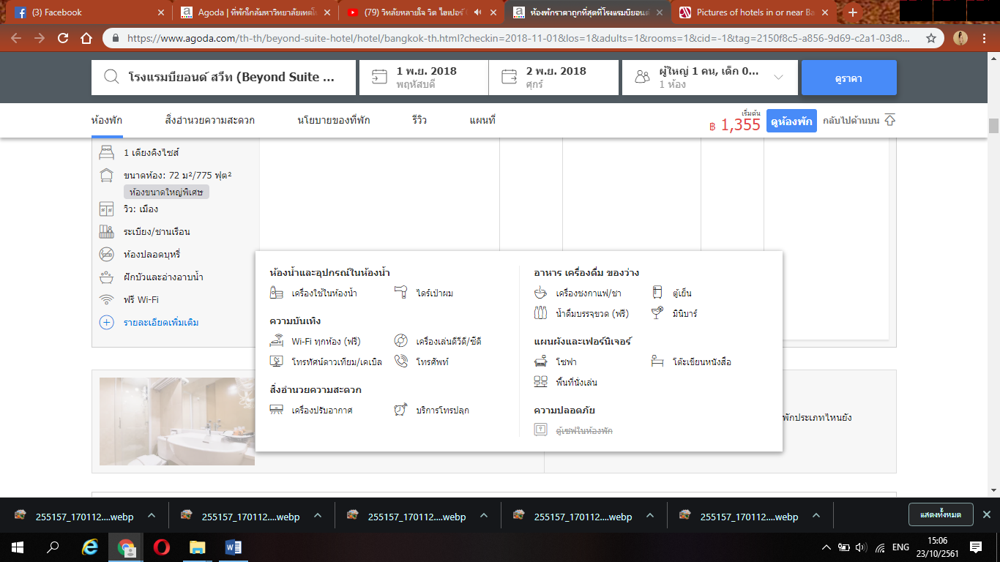 (3) Facebook
Agoda | ที่พักใกล้มหาวิทยาลัยเทคโน
(79) วิทลัยหลายใจ วิด ไฮเปอร์
ห้องพักราคาถูกที่สุดที่โรงแรมบียอนด์
Pictures of hotels in or near Ba
https://www.agoda.com/th-th/beyond-suite-hotel/hotel/bangkok-th.html?checkin=2018-11-01&los=1&adults=1&rooms=1&cid=-1&tag=2150f8c5-a856-9d69-c2a1-03d8...
โรงแรมบียอนด์ สวีท (Beyond Suite ...
1 พ.ย. 2018
พฤหัสบดี
2 พ.ย. 2018
ศุกร์
ผู้ใหญ่ 1 คน, เด็ก 0...
1 ห้อง
ดูราคา
ห้องพัก
สิ่งอำนวยความสะดวก
นโยบายของที่พัก
รีวิว
แผนที่
เริ่มต้น
฿ 1,355
ดูห้องพัก
กลับไปด้านบน
1 เตียงคิงไซส์
ขนาดห้อง: 72 ม²/775 ฟุต²
ห้องขนาดใหญ่พิเศษ
วิว: เมือง
ระเบียง/ชานเรือน
ห้องปลอดบุหรี่
ฝักบัวและอ่างอาบน้ำ
ฟรี Wi-Fi
รายละเอียดเพิ่มเติม
ห้องน้ำและอุปกรณ์ในห้องน้ำ
เครื่องใช้ในห้องน้ำ
ไดร์เป่าผม
ความบันเทิง
Wi-Fi ทุกห้อง (ฟรี)
เครื่องเล่นดีวีดี/ซีดี
โทรทัศน์ดาวเทียม/เคเบิล
โทรศัพท์
สิ่งอำนวยความสะดวก
เครื่องปรับอากาศ
บริการโทรปลุก
อาหาร เครื่องดื่ม ของว่าง
เครื่องชงกาแฟ/ชา
ตู้เย็น
น้ำดื่มบรรจุขวด (ฟรี)
มินิบาร์
แผนผังและเฟอร์นิเจอร์
โซฟา
โต๊ะเขียนหนังสือ
พื้นที่นั่งเล่น
ความปลอดภัย
ตู้เซฟในห้องพัก
พักประเภทไหนยัง
255157_170112....webp
255157_170112....webp
255157_170112....webp
255157_170112....webp
255157_170112....webp
แสดงทั้งหมด
ENG
15:06
23/10/2561